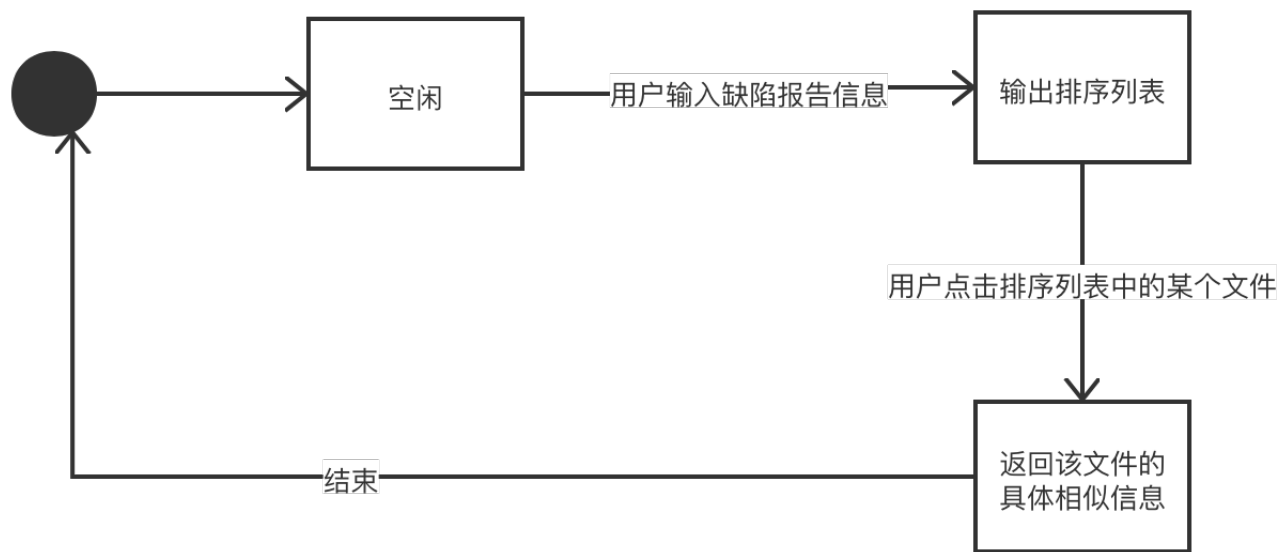 空闲
用户输入缺陷报告信息
输出排序列表
用户点击排序列表中的某个文件
返回该文件的
具体相似信息
结束